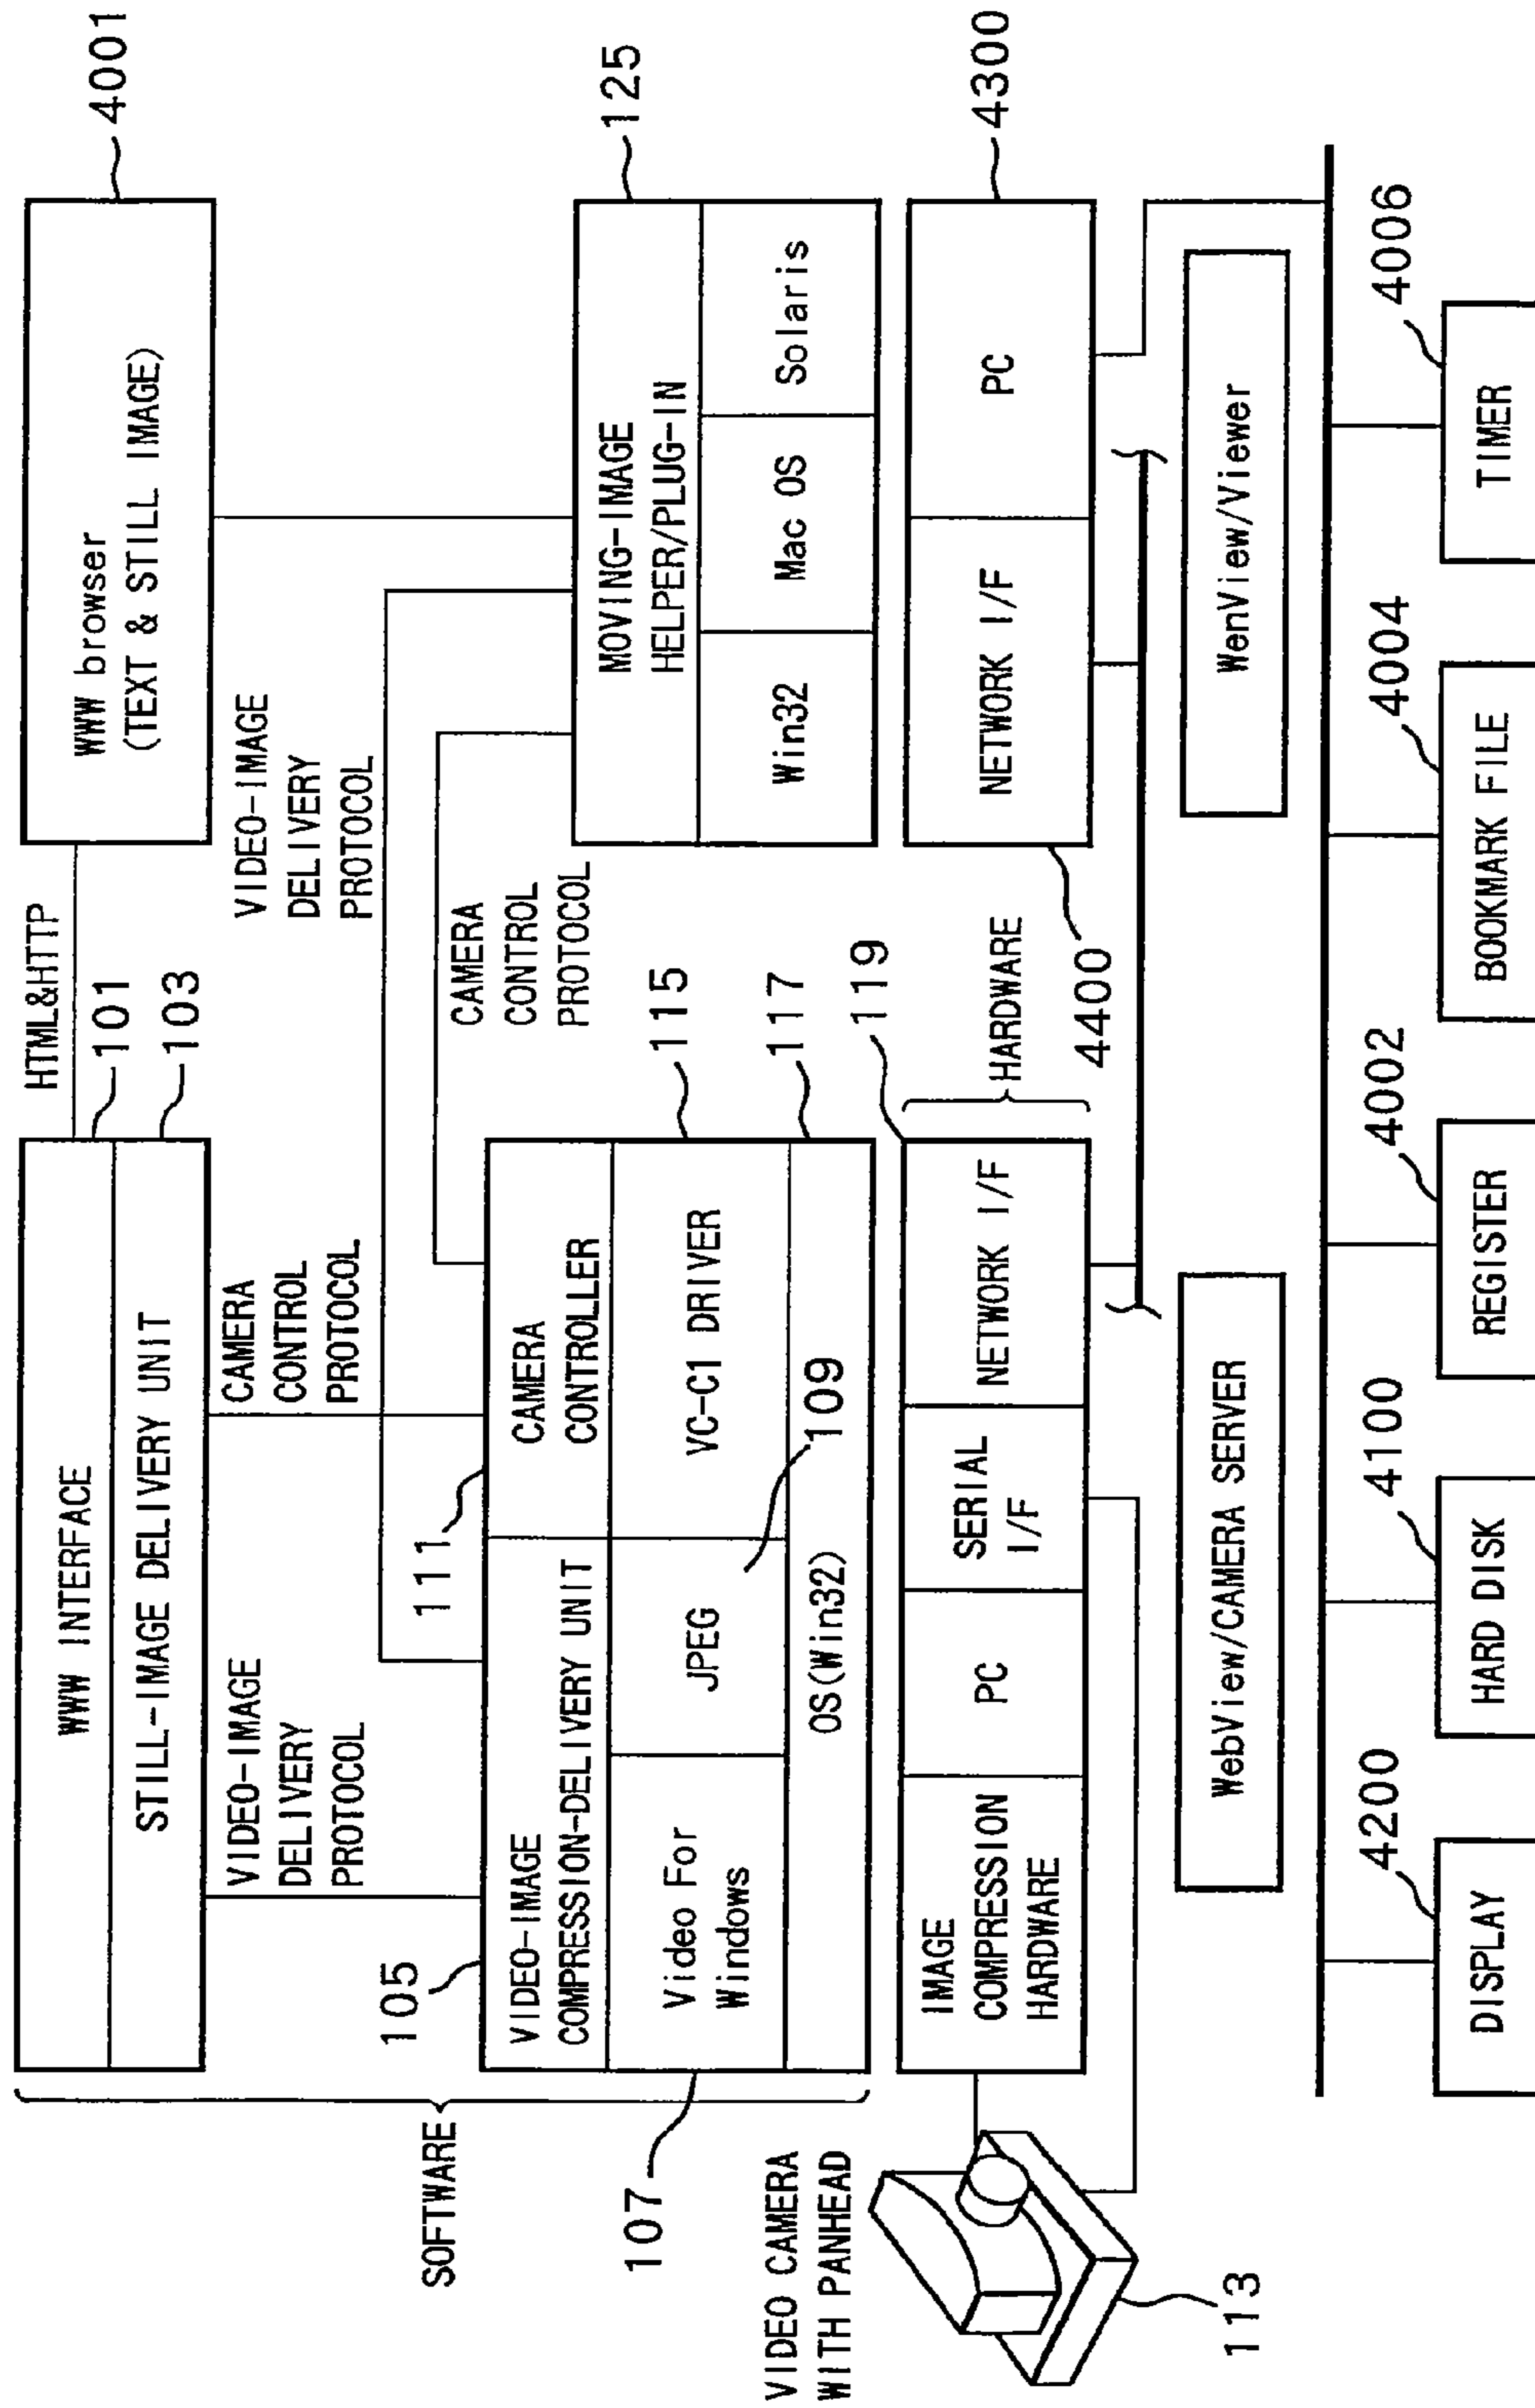 WWW INTERFACE
STILL-IMAGE DELIVERY UNIT
HTML&HTTP
101
103
WWW browser
(TEXT & STILL IMAGE)
4001
SOFTWARE
VIDEO-IMAGE
DELIVERY
PROTOCOL
CAMERA
CONTROL
PROTOCOL
VIDEO-IMAGE
DELIVERY
PROTOCOL
CAMERA
CONTROL
PROTOCOL
105
111
VIDEO-IMAGE
COMPRESSION-DELIVERY UNIT
CAMERA
CONTROLLER
115
Video For
Windows
JPEG
VC-C1 DRIVER
117
107
109
OS(Win32)
MOVING-IMAGE
HELPER/PLUG-IN
125
Win32
Mac OS
Solaris
VIDEO CAMERA
WITH PANHEAD
113
IMAGE
COMPRESSION
HARDWARE
PC
SERIAL
I/F
NETWORK I/F
119
HARDWARE
NETWORK I/F
PC
4300
4400
WebView/CAMERA SERVER
WenView/Viewer
4200
DISPLAY
4100
HARD DISK
4002
REGISTER
4004
BOOKMARK FILE
4006
TIMER